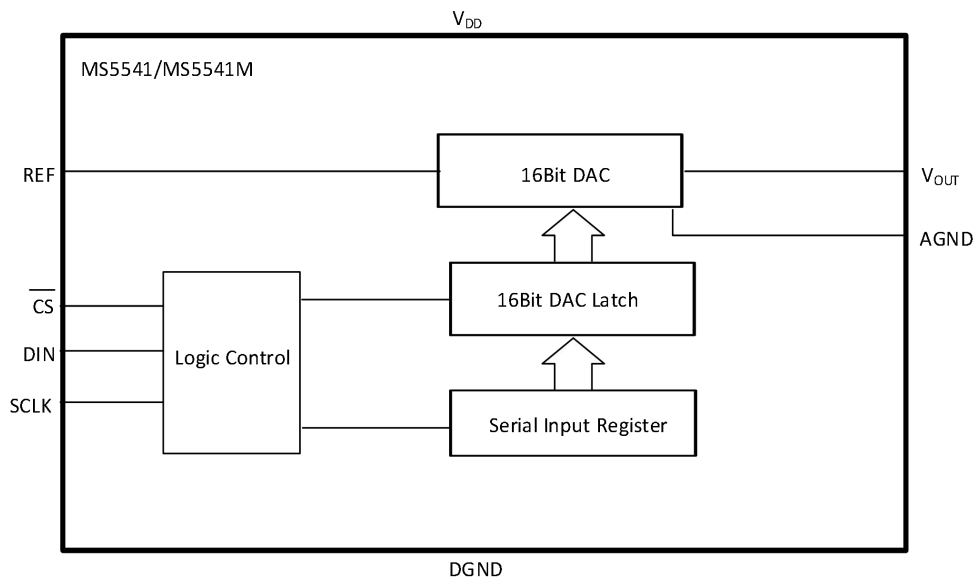 VDD
MS5541/MS5541M
REF
16Bit DAC
VOUT
AGND
CS
16Bit DAC Latch
DIN
Logic Control
SCLK
Serial Input Register
DGND